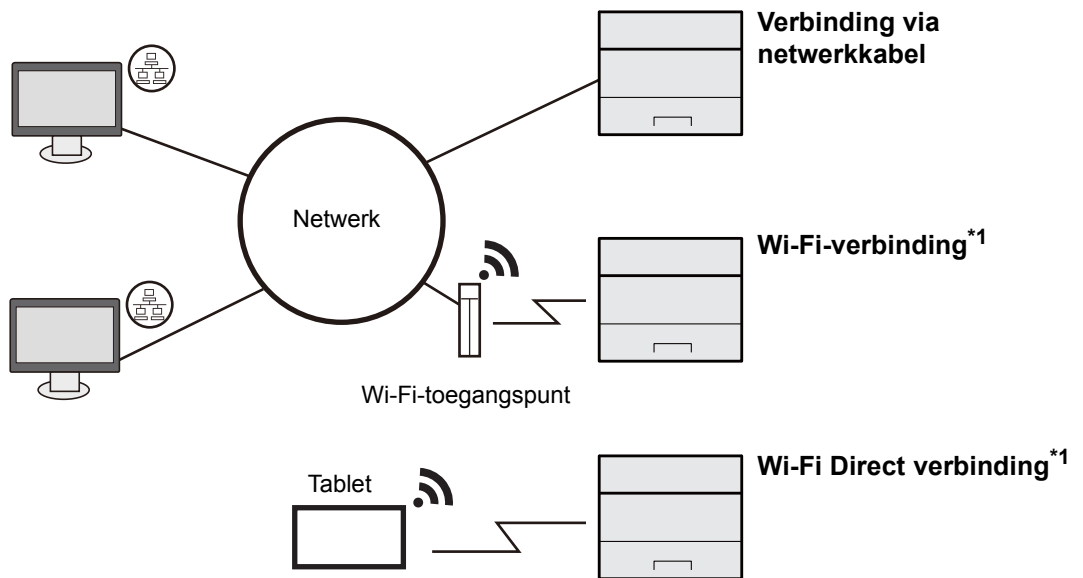 Verbinding via
netwerkkabel
Netwerk
Wi-Fi-verbinding*1
Wi-Fi-toegangspunt
Wi-Fi Direct verbinding*1
Tablet